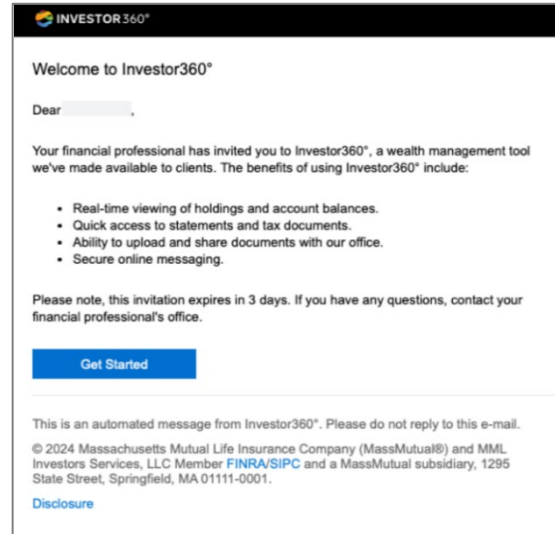 INVESTOR360°
Welcome to Investor360°
Dear ,
Your financial professional has invited you to Investor360°, a wealth management tool
we've made available to clients. The benefits of using Investor360° include:
▪ Real-time viewing of holdings and account balances.
▪ Quick access to statements and tax documents.
▪ Ability to upload and share documents with our office.
▪ Secure online messaging.
Please note, this invitation expires in 3 days. If you have any questions, contact your
financial professional's office.
Get Started
This is an automated message from Investor360°. Please do not reply to this e-mail.
© 2024 Massachusetts Mutual Life Insurance Company (MassMutual®) and MML
Investors Services, LLC Member FINRA/SIPC and a MassMutual subsidiary, 1295
State Street, Springfield, MA 01111-0001.
Disclosure